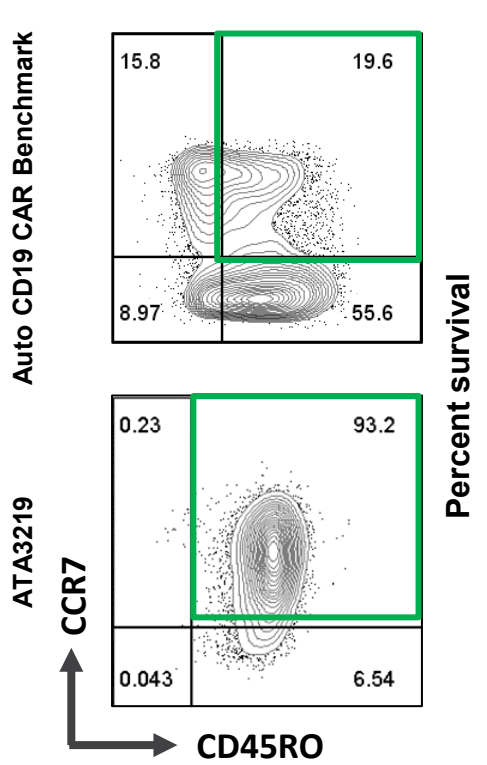 Auto CD19 CAR Benchmark
15.8
19.6
8.97
55.6
Percent survival
ATA3219
0.23
93.2
0.043
6.54
CCR7
CD45RO